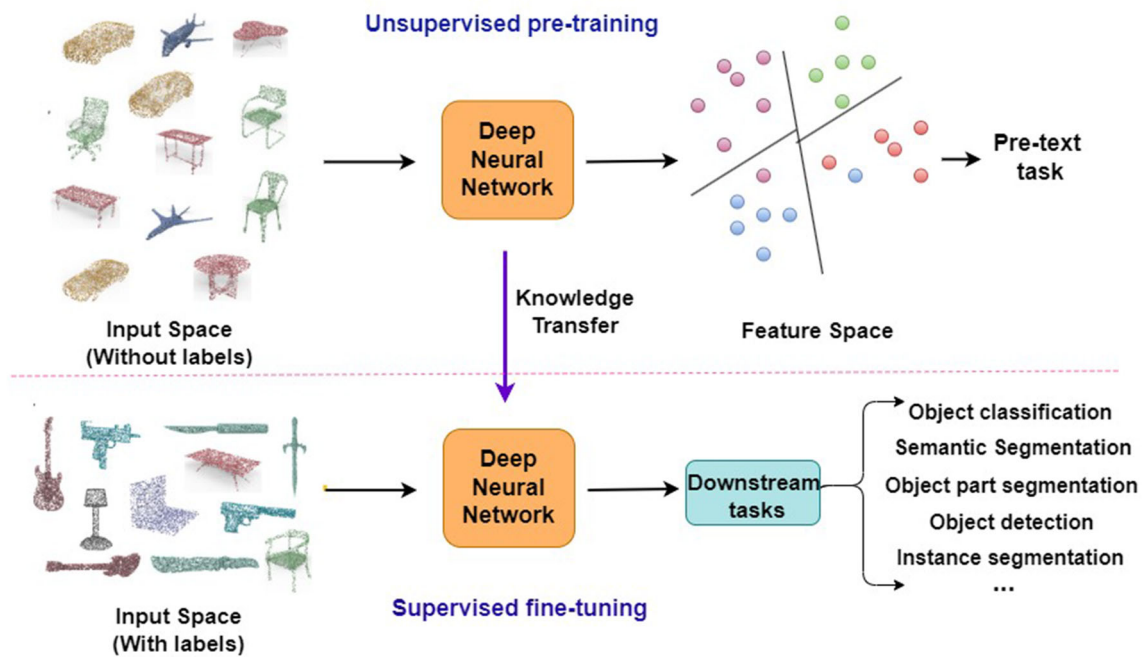 Unsupervised pre-training
Deep
Neural
Network
Pre-text
task
Input Space
(Without labels)
Knowledge
Transfer
Feature Space
Deep
Neural
Network
Downstream
tasks
Object classification
Semantic Segmentation
Object part segmentation
Object detection
Instance segmentation
...
Input Space
(With labels)
Supervised fine-tuning